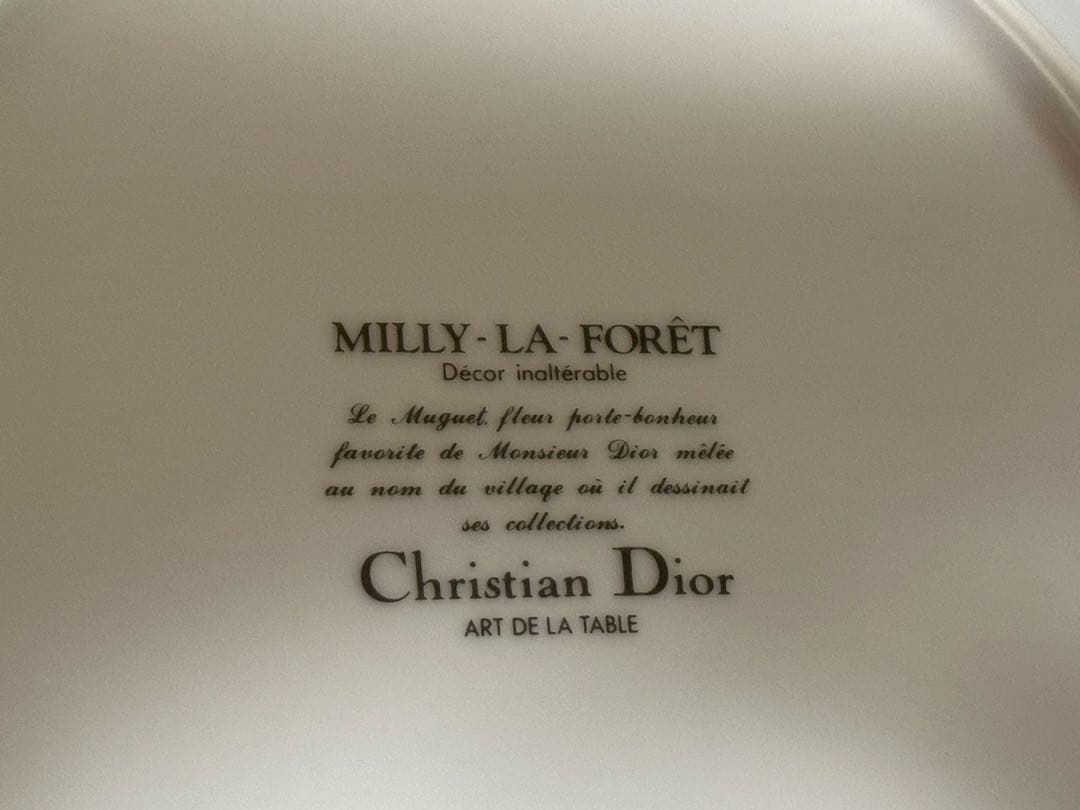 MILLY-LA-FORÊT
Décor inaltérable
Le Muguet, fleur porte-bonheur
favorite de Monsieur Dior mêlée
au nom du village où il dessinait
ses collections.
Christian Dior
ART DE LA TABLE